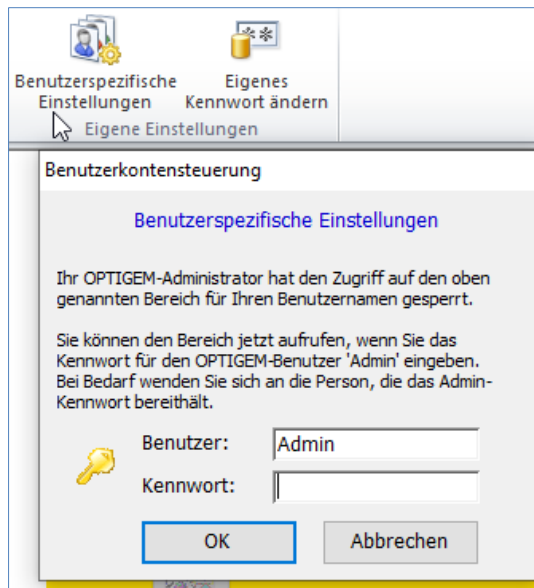 **
Benutzerspezifische Einstellungen
Eigenes Kennwort ändern
Eigene Einstellungen
Benutzerkontensteuerung
Benutzerspezifische Einstellungen
Ihr OPTIGEM-Administrator hat den Zugriff auf den oben
genannten Bereich für Ihren Benutzernamen gesperrt.
Sie können den Bereich jetzt aufrufen, wenn Sie das
Kennwort für den OPTIGEM-Benutzer 'Admin' eingeben.
Bei Bedarf wenden Sie sich an die Person, die das Admin-
Kennwort bereithält.
Benutzer: Admin
Kennwort:
OK Abbrechen